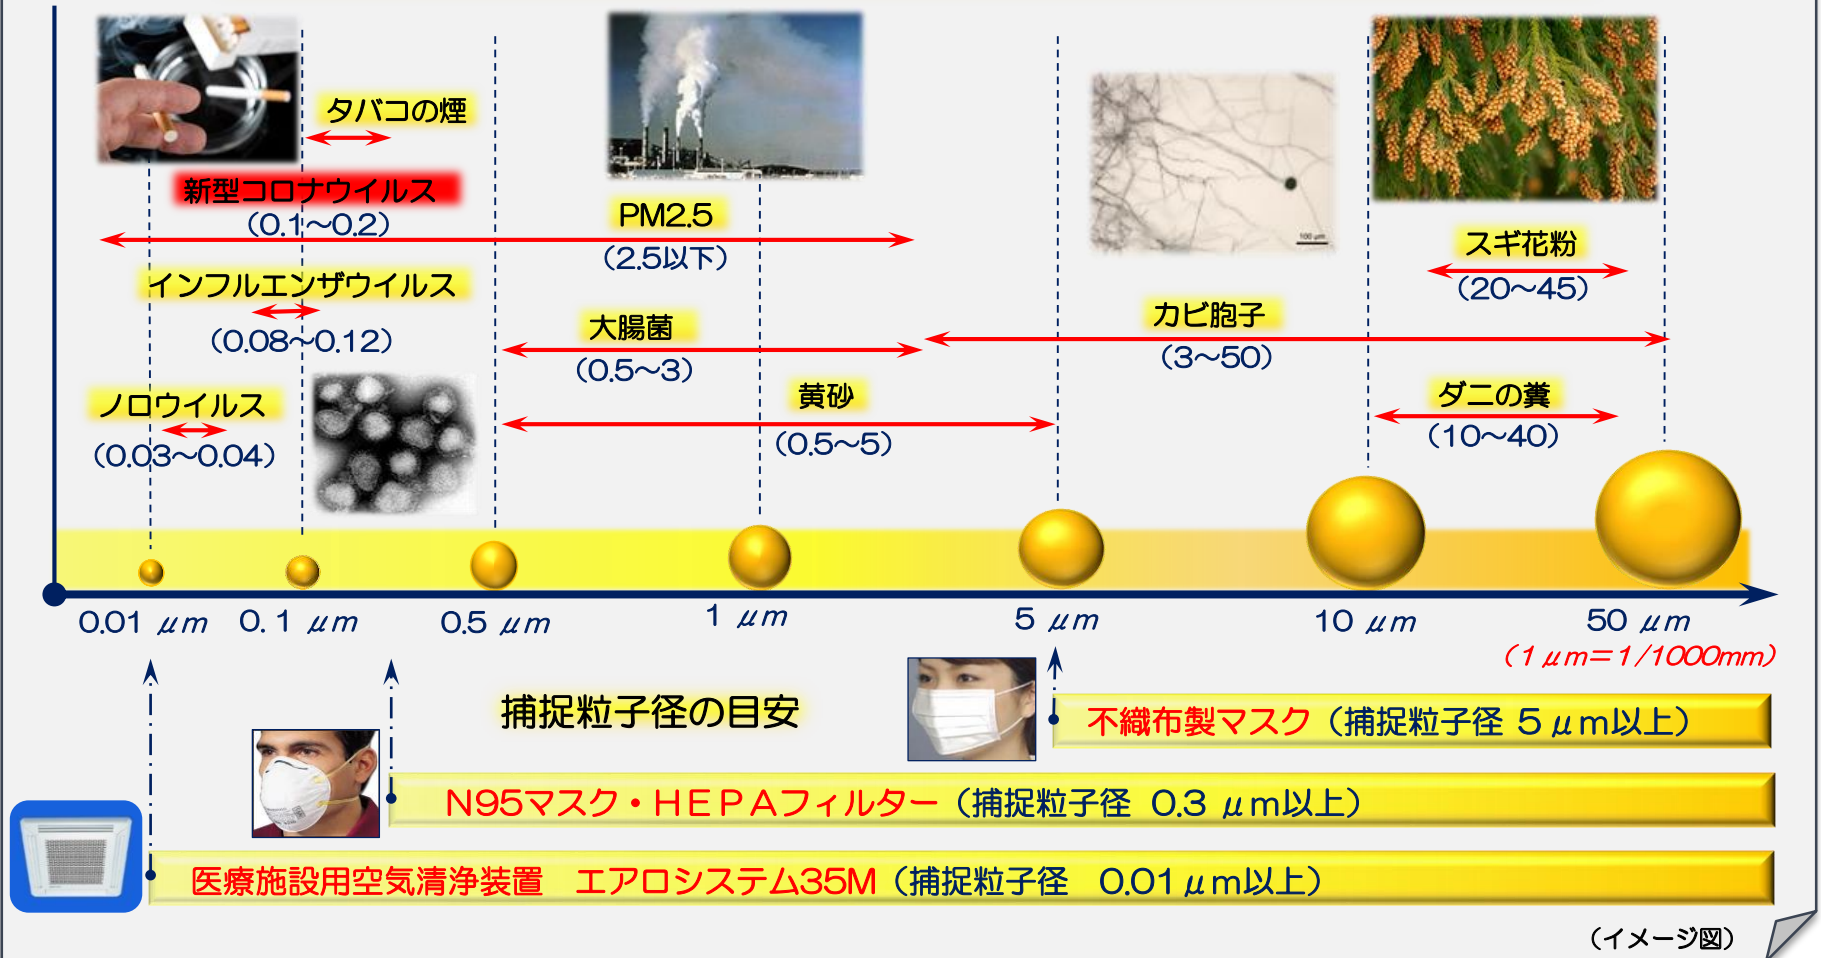 タバコの煙
新型コロナウイルス
（0.1～0.2）
PM2.5
（2.5以下）
スギ花粉
（20～45）
インフルエンザウイルス
（0.08～0.12）
大腸菌
（0.5～3）
カビ胞子
（3～50）
100 μm
黄砂
（0.5～5）
ダニの糞
（10～40）
ノロウイルス
（0.03～0.04）
0.01 μm
0.1 μm
0.5 μm
1 μm
5 μm
10 μm
50 μm
（1μm＝1/1000mm）
捕捉粒子径の目安
不織布製マスク（捕捉粒子径 5μm以上）
N95マスク・HEPAフィルター（捕捉粒子径 0.3 μm以上）
医療施設用空気清浄装置　エアロシステム35M（捕捉粒子径　0.01μm以上）
（イメージ図）